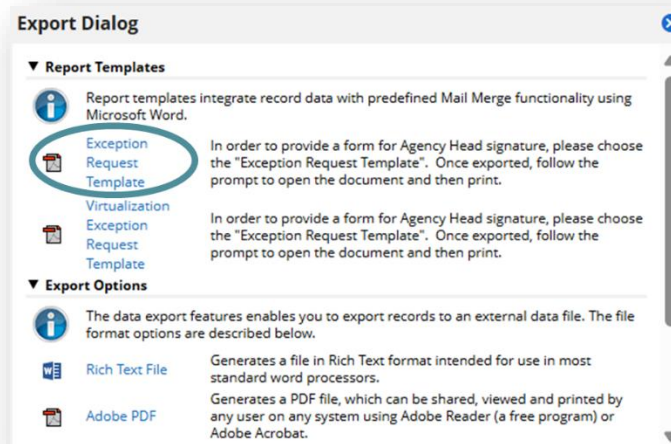 Export Dialog
▼ Report Templates
Report templates integrate record data with predefined Mail Merge functionality using
Microsoft Word.
Exception
Request
Template
In order to provide a form for Agency Head signature, please choose
the "Exception Request Template". Once exported, follow the
prompt to open the document and then print.
Virtualization
Exception
Request
Template
In order to provide a form for Agency Head signature, please choose
the "Exception Request Template". Once exported, follow the
prompt to open the document and then print.
▼ Export Options
The data export features enables you to export records to an external data file. The file
format options are described below.
Rich Text File
Generates a file in Rich Text format intended for use in most
standard word processors.
Adobe PDF
Generates a PDF file, which can be shared, viewed and printed by
any user on any system using Adobe Reader (a free program) or
Adobe Acrobat.